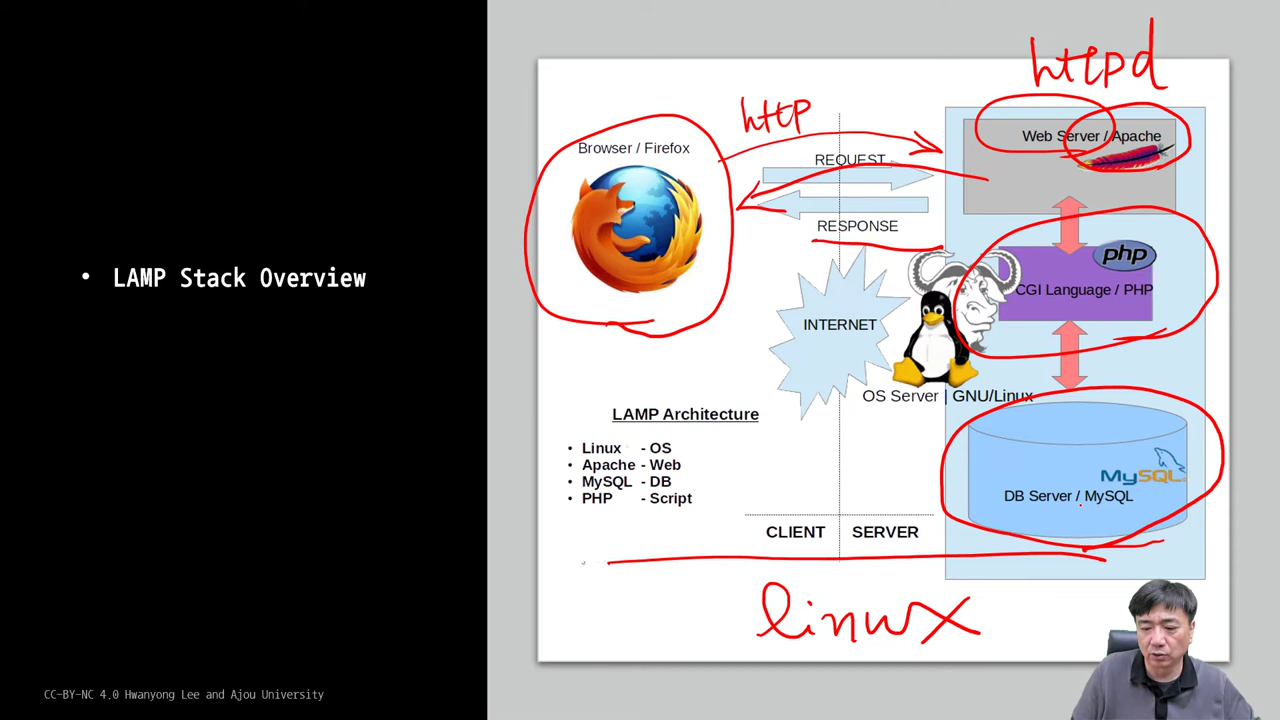 • LAMP Stack Overview
httpd
http
Browser / Firefox
Web Server / Apache
REQUEST
RESPONSE
php
CGI Language / PHP
INTERNET
OS Server | GNU/Linux
LAMP Architecture
• Linux - OS
• Apache - Web
• MySQL - DB
• PHP - Script
MySQL
DB Server / MySQL
CLIENT
SERVER
linux
CC-BY-NC 4.0 Hwanyong Lee and Ajou University